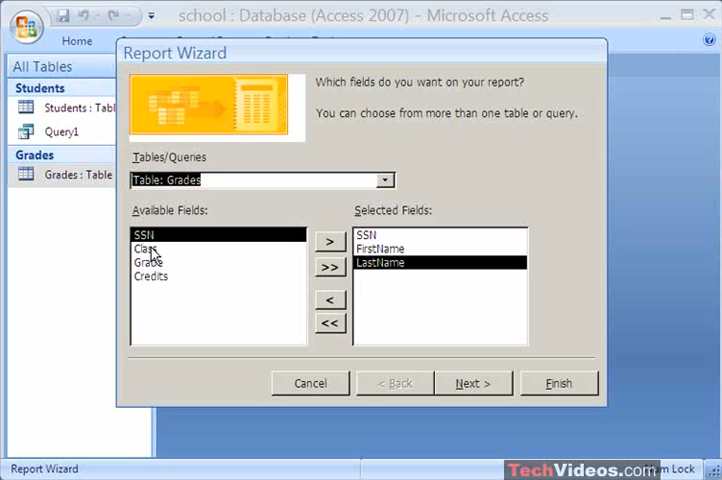 school : Database (Access 2007) - Microsoft Access
Home
Report Wizard
All Tables
Students
Students : Tabl
Query1
Grades
Grades : Table
Which fields do you want on your report?
You can choose from more than one table or query.
Tables/Queries
Table: Grades
Available Fields:
SSN
Class
Grade
Credits
>
>>
<
<<
Selected Fields:
SSN
FirstName
LastName
Cancel
< Back
Next >
Finish
Report Wizard
TechVideos.com
Num Lock